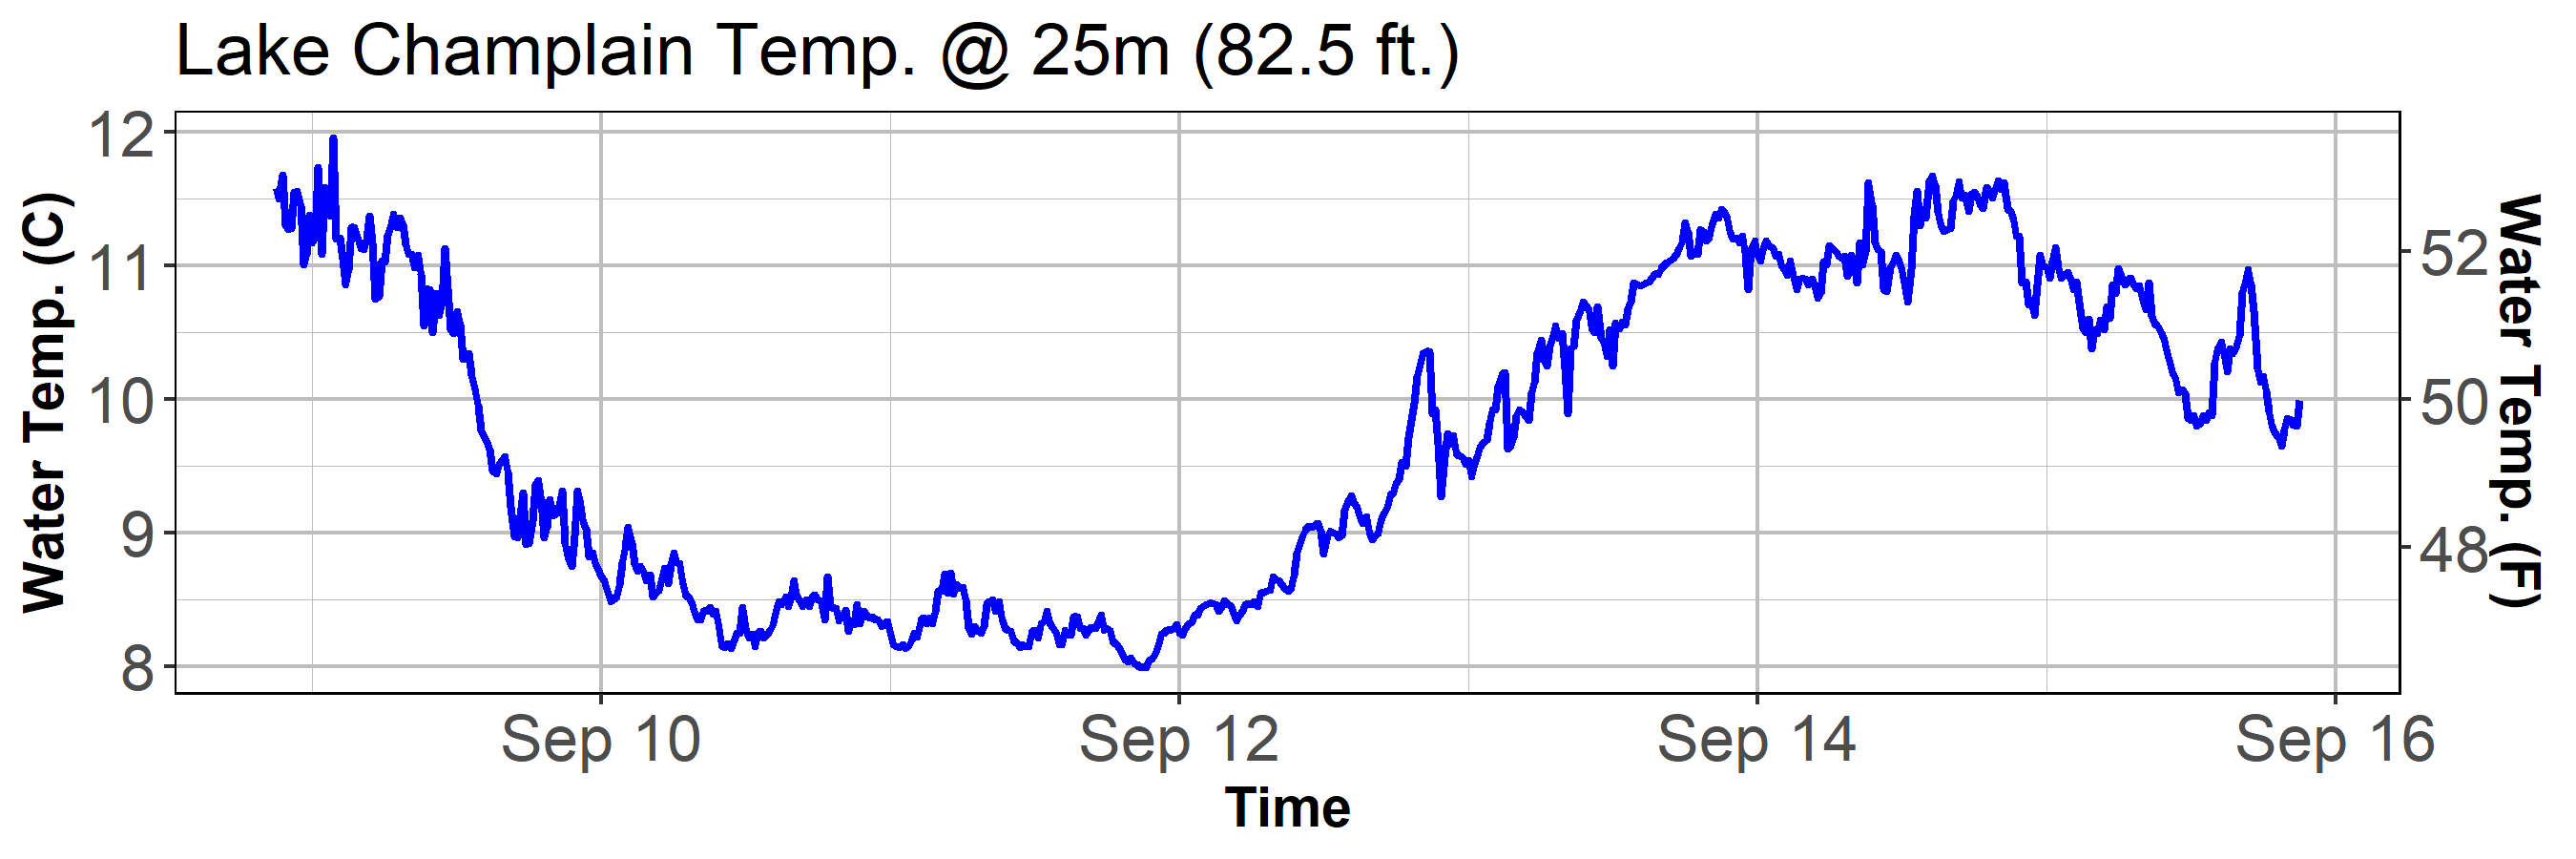 Lake Champlain Temp. @ 25m (82.5 ft.)
Water Temp. (C)
12
11
10
9
8
52
50
48
Water Temp. (F)
Sep 10
Sep 12
Sep 14
Sep 16
Time